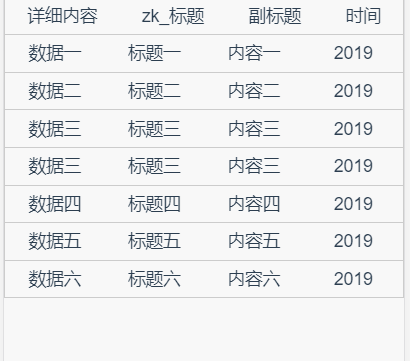 详细内容 zk_标题 副标题 时间
数据一 标题一 内容一 2019
数据二 标题二 内容二 2019
数据三 标题三 内容三 2019
数据三 标题三 内容三 2019
数据四 标题四 内容四 2019
数据五 标题五 内容五 2019
数据六 标题六 内容六 2019